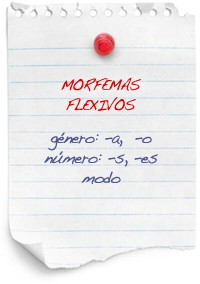 MORFEMAS
FLEXIVOS
género: -a, -o
número: -s, -es
modo